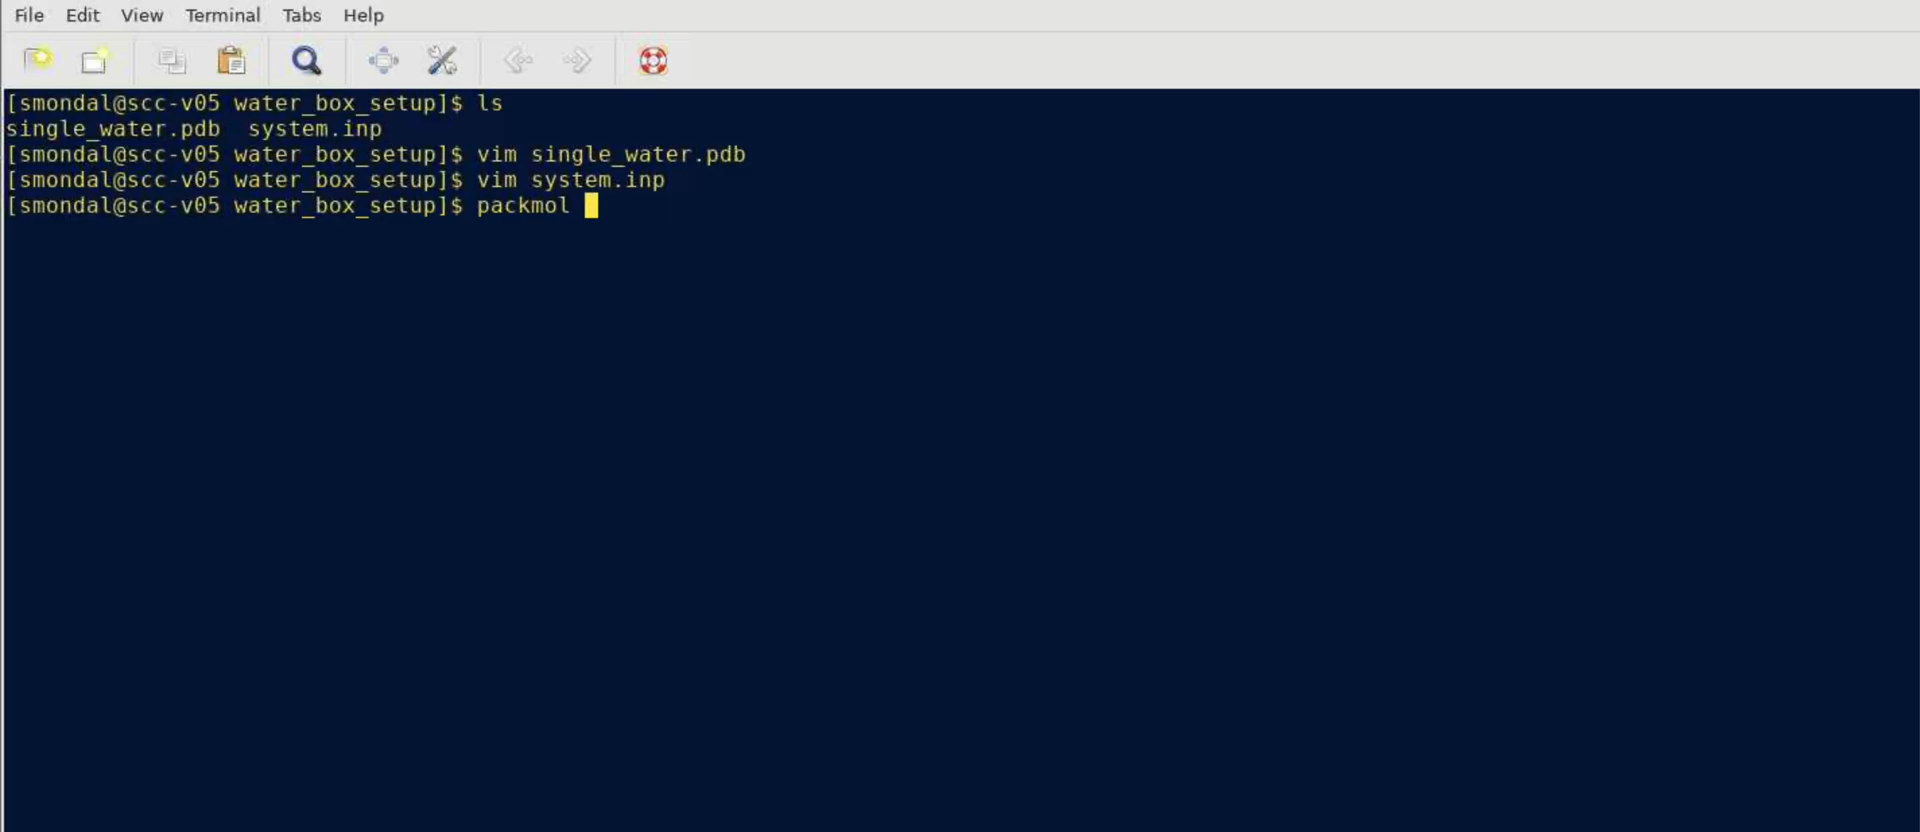 File Edit View Terminal Tabs Help
[smondal@scc-v05 water_box_setup]$ ls
single_water.pdb  system.inp
[smondal@scc-v05 water_box_setup]$ vim single_water.pdb
[smondal@scc-v05 water_box_setup]$ vim system.inp
[smondal@scc-v05 water_box_setup]$ packmol